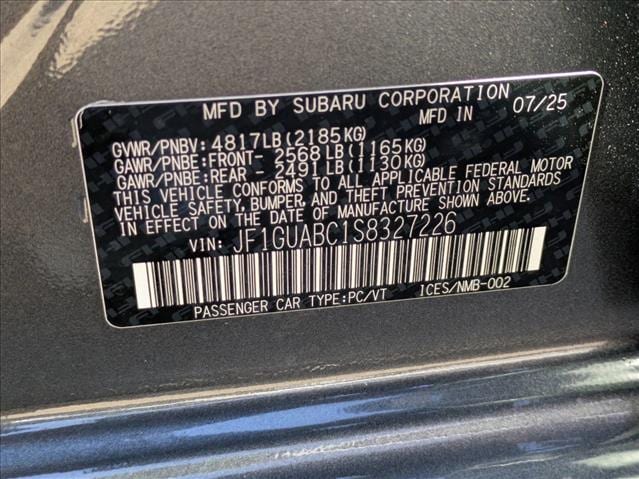 MFD BY SUBARU CORPORATION
MFD IN 07/25
GVWR/PNBV: 4817LB(2185KG)
GAWR/PNBE:FRONT- 2568LB(1165KG)
GAWR/PNBE:REAR - 2491LB(1130KG)
THIS VEHICLE CONFORMS TO ALL APPLICABLE FEDERAL MOTOR
VEHICLE SAFETY, BUMPER, AND THEFT PREVENTION STANDARDS
IN EFFECT ON THE DATE OF MANUFACTURE SHOWN ABOVE.
VIN: JF1GUABC1S8327226
PASSENGER CAR TYPE:PC/VT ICES/NMB-002